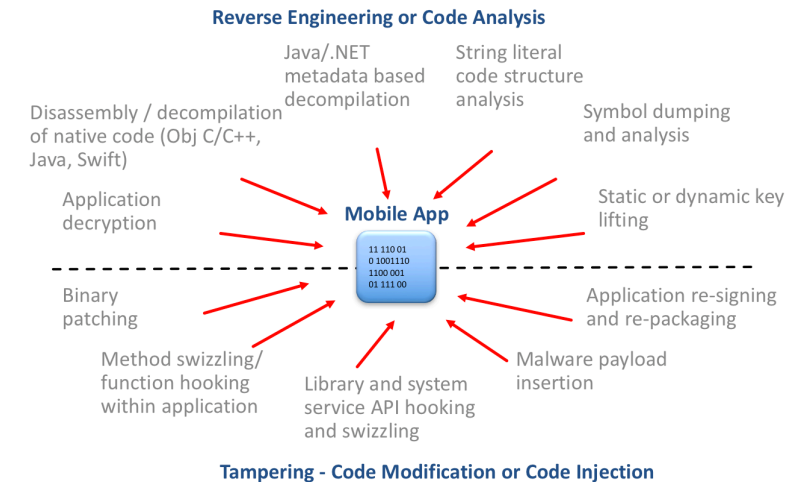 Reverse Engineering or Code Analysis
Java/.NET
metadata based
decompilation
String literal
code structure
analysis
Disassembly / decompilation
of native code (Obj C/C++,
Java, Swift)
Symbol dumping
and analysis
Application
decryption
Static or dynamic key
lifting
Mobile App
11 110 01
0 1001110
1100 001
01 111 00
Binary
patching
Application re-signing
and re-packaging
Method swizzling/
function hooking
within application
Library and system
service API hooking
and swizzling
Malware payload
insertion
Tampering - Code Modification or Code Injection